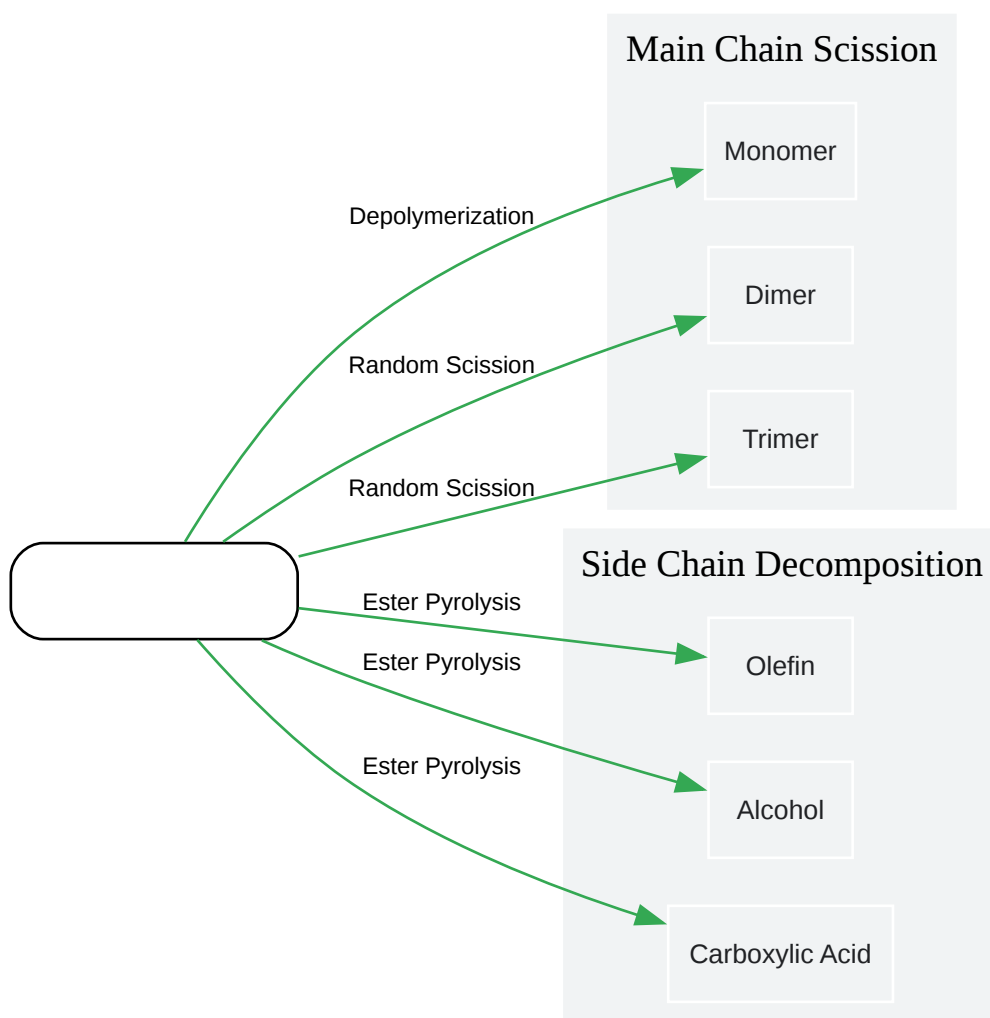 Main Chain Scission
Monomer
Depolymerization
Dimer
Random Scission
Trimer
Random Scission
Side Chain Decomposition
Ester Pyrolysis
Olefin
Ester Pyrolysis
Alcohol
Ester Pyrolysis
Carboxylic Acid